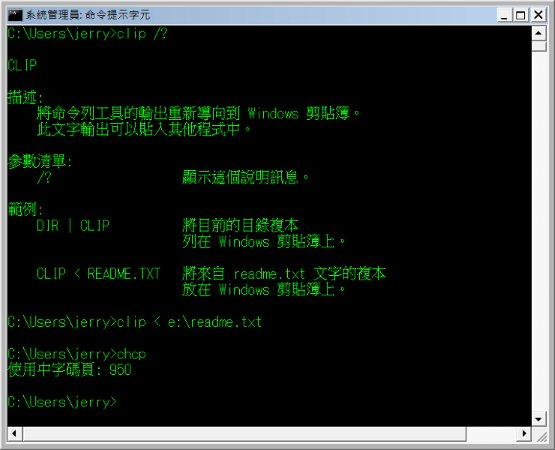 系統管理員: 命令提示字元
C:\Users\jerry>clip /?
CLIP
描述:
將命令列工具的輸出重新導向到 Windows 剪貼簿。
此文字輸出可以貼入其他程式中。
參數清單:
/? 顯示這個說明訊息。
範例:
DIR | CLIP 將目前的目錄複本
列在 Windows 剪貼簿上。
CLIP < README.TXT 將來自 readme.txt 文字的複本
放在 Windows 剪貼簿上。
C:\Users\jerry>clip < e:\readme.txt
C:\Users\jerry>chcp
使用中字碼頁: 950
C:\Users\jerry>